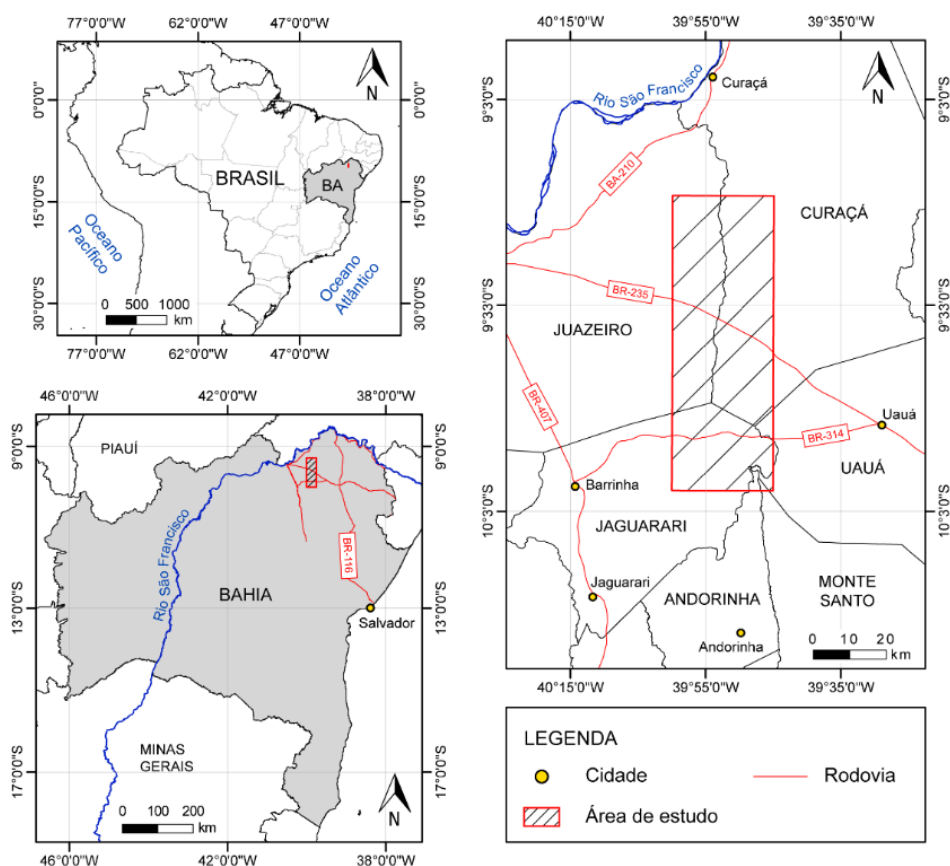 77°0'0"W 62°0'0"W 47°0'0"W
0°0'0"
15°0'0"S
30°0'0"S
N
BRASIL
BA
Oceano
Pacífico
Oceano
Atlântico
0 500 1000
km
0°0'0"
15°0'0"S
30°0'0"S
77°0'0"W 62°0'0"W 47°0'0"W
46°0'0"W 42°0'0"W 38°0'0"W
9°0'0"S
13°0'0"S
17°0'0"S
PIAUÍ
Rio São Francisco
BR-116
BAHIA
Salvador
MINAS
GERAIS
0 100 200
km
N
9°0'0"S
13°0'0"S
17°0'0"S
46°0'0"W 42°0'0"W 38°0'0"W
40°15'0"W 39°55'0"W 39°35'0"W
9°3'0"S
9°33'0"S
10°3'0"S
N
Rio São Francisco
Curaçá
BA-210
CURAÇÁ
BR-235
JUAZEIRO
BR-407
Uauá
BR-314
UAUÁ
Barrinha
JAGUARARI
Jaguarari
ANDORINHA
MONTE
SANTO
Andorinha
0 10 20
km
9°3'0"S
9°33'0"S
10°3'0"S
40°15'0"W 39°55'0"W 39°35'0"W
LEGENDA
Cidade Rodovia
Área de estudo